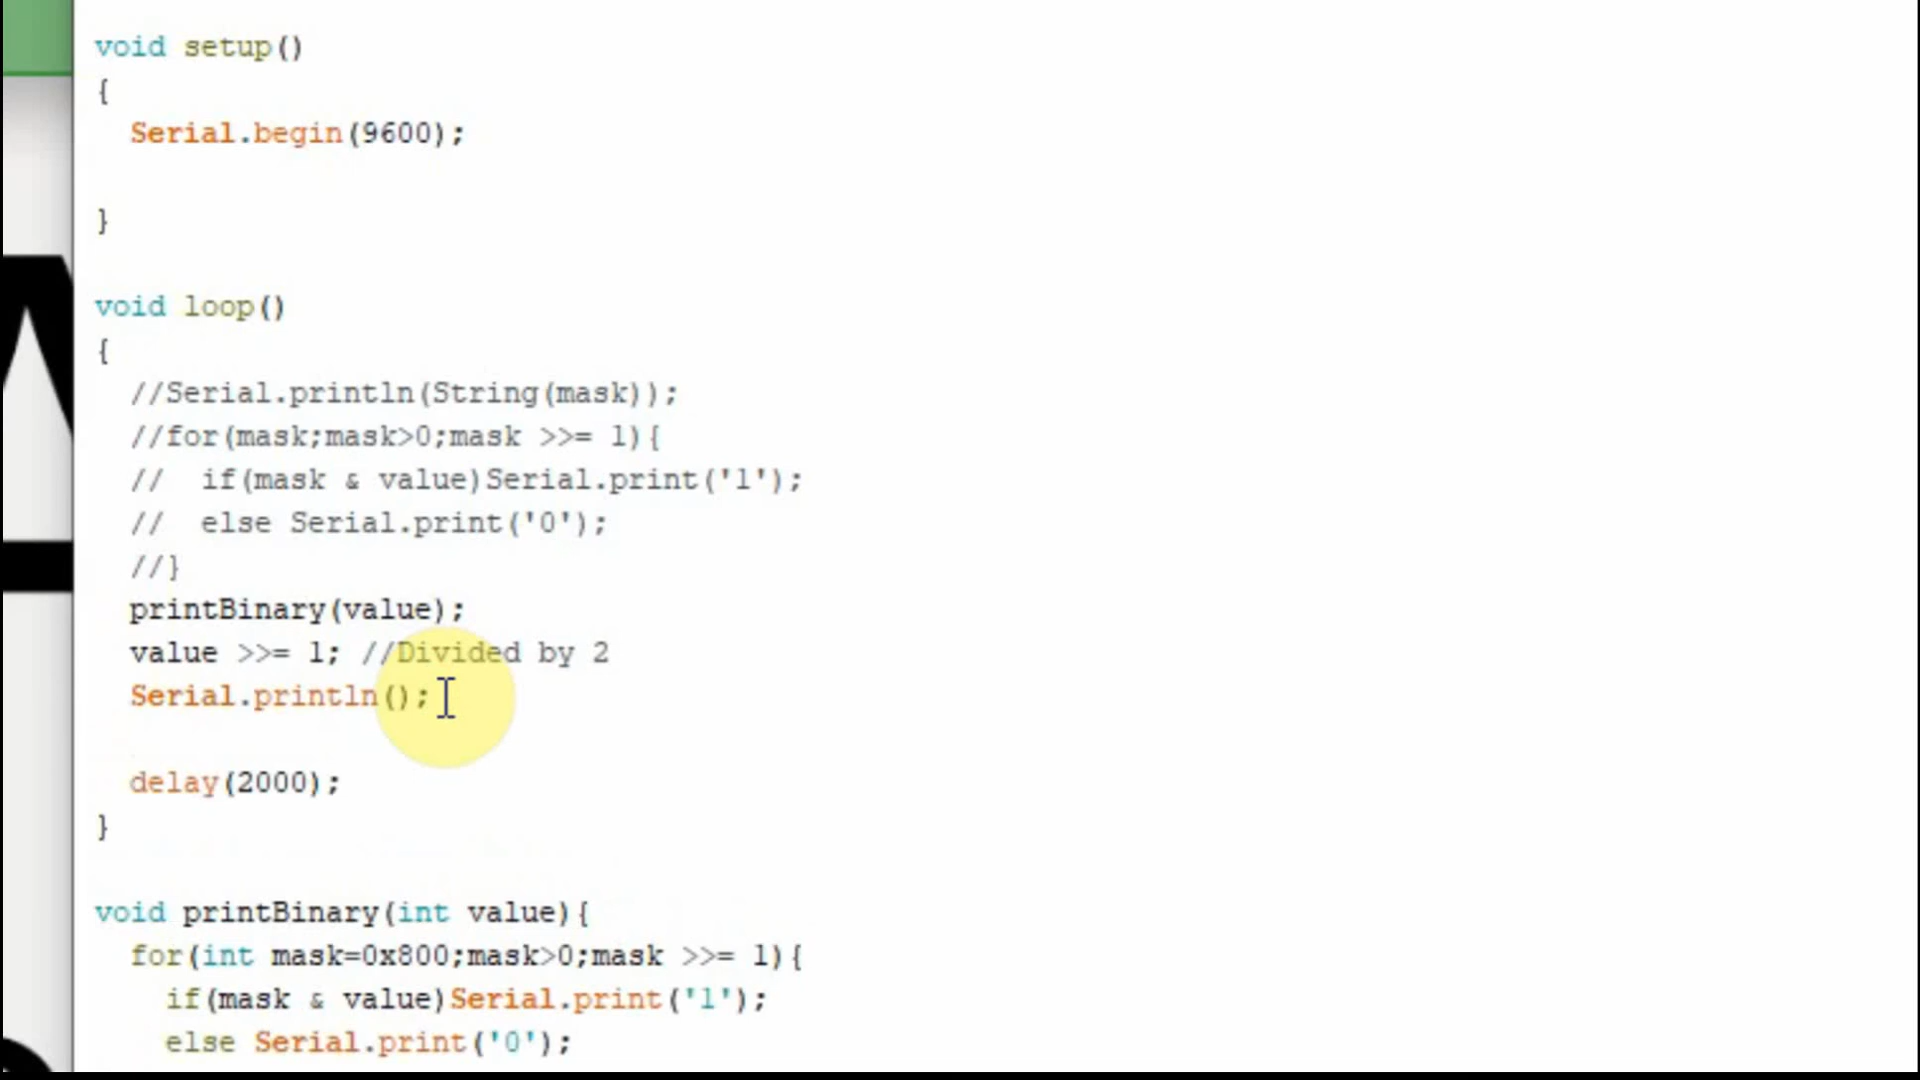 void setup()
{
Serial.begin(9600);
}
void loop()
{
//Serial.println(String(mask));
//for(mask;mask>0;mask >>= 1){
//  if(mask & value)Serial.print('1');
//  else Serial.print('0');
//}
printBinary(value);
value >>= 1; //Divided by 2
Serial.println();
delay(2000);
}
void printBinary(int value){
for(int mask=0x800;mask>0;mask >>= 1){
if(mask & value)Serial.print('1');
else Serial.print('0');